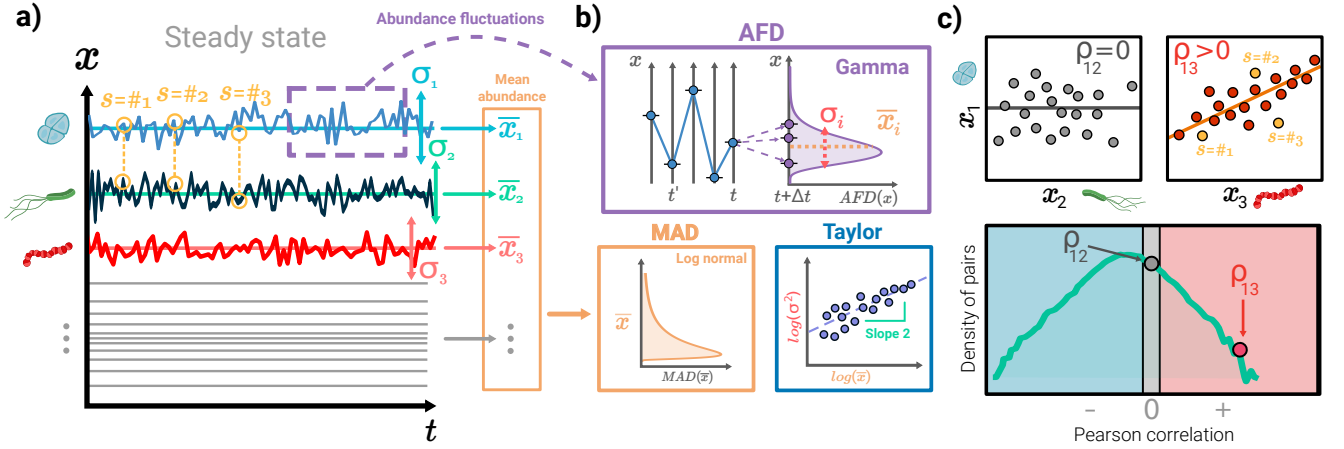 a)
Steady state
x
s=#1
s=#2
s=#3
σ1
x̅1
σ2
x̅2
x̅3
σ3
t
Abundance fluctuations
Mean
abundance
b)
AFD
x
t'
t
x
Gamma
σi
x̅i
t+Δt
AFD(x)
MAD
Log normal
x̅
MAD(x̅)
Taylor
log(σ²)
Slope 2
log(x̅)
c)
ρ12=0
x1
x2
ρ13>0
s=#2
s=#1
s=#3
x3
Density of pairs
ρ12
ρ13
-
0
+
Pearson correlation